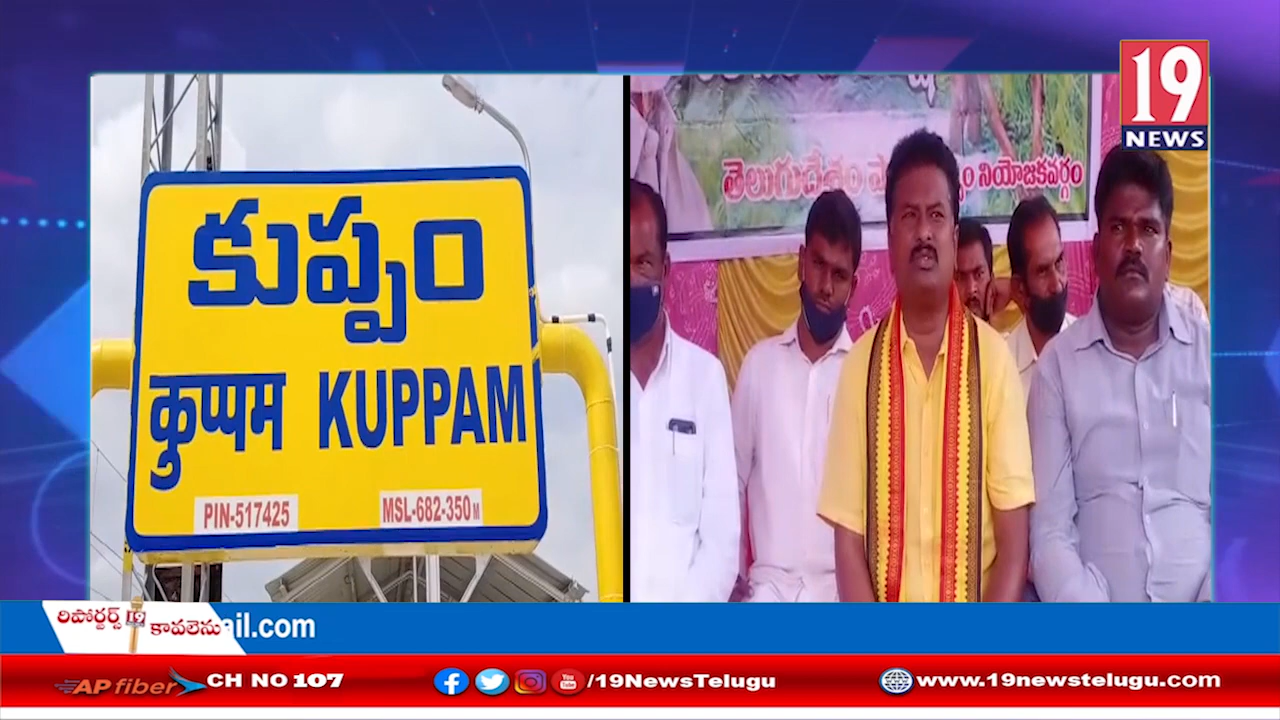 19
NEWS
కుప్పం
कुप्पम KUPPAM
PIN-517425
MSL-682-350M
తెలుగుదేశం నియోజకవర్గం
రిపోర్టర్స్ 19
కావలెను
ail.com
AP fiber CH NO 107
/19NewsTelugu
www.19newstelugu.com